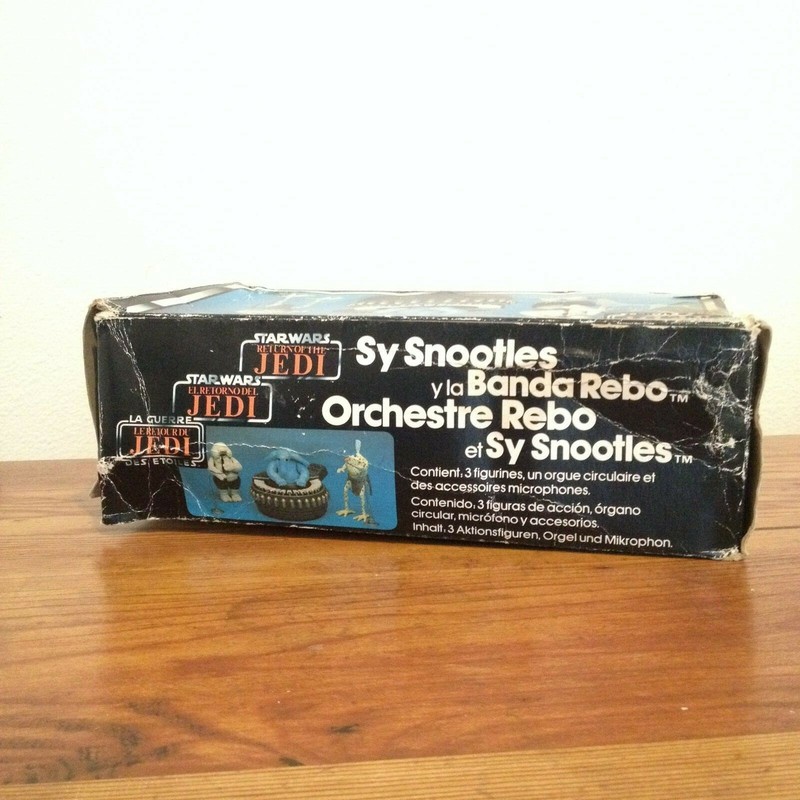 STAR WARS
RETURN OF THE
JEDI
STAR WARS
EL RETORNO DEL
JEDI
LA GUERRE
LE RETOUR DU
JEDI
DES ETOILES.
Sy Snootles
y la Banda Rebo™
Orchestre Rebo
et Sy Snootles™
Contient, 3 figurines, un orgue circulaire et
des accessoires microphones.
Contenido, 3 figuras de acción, órgano
circular, micrófono y accesorios.
Inhalt, 3 Aktionsfiguren, Orgel und Mikrophon.